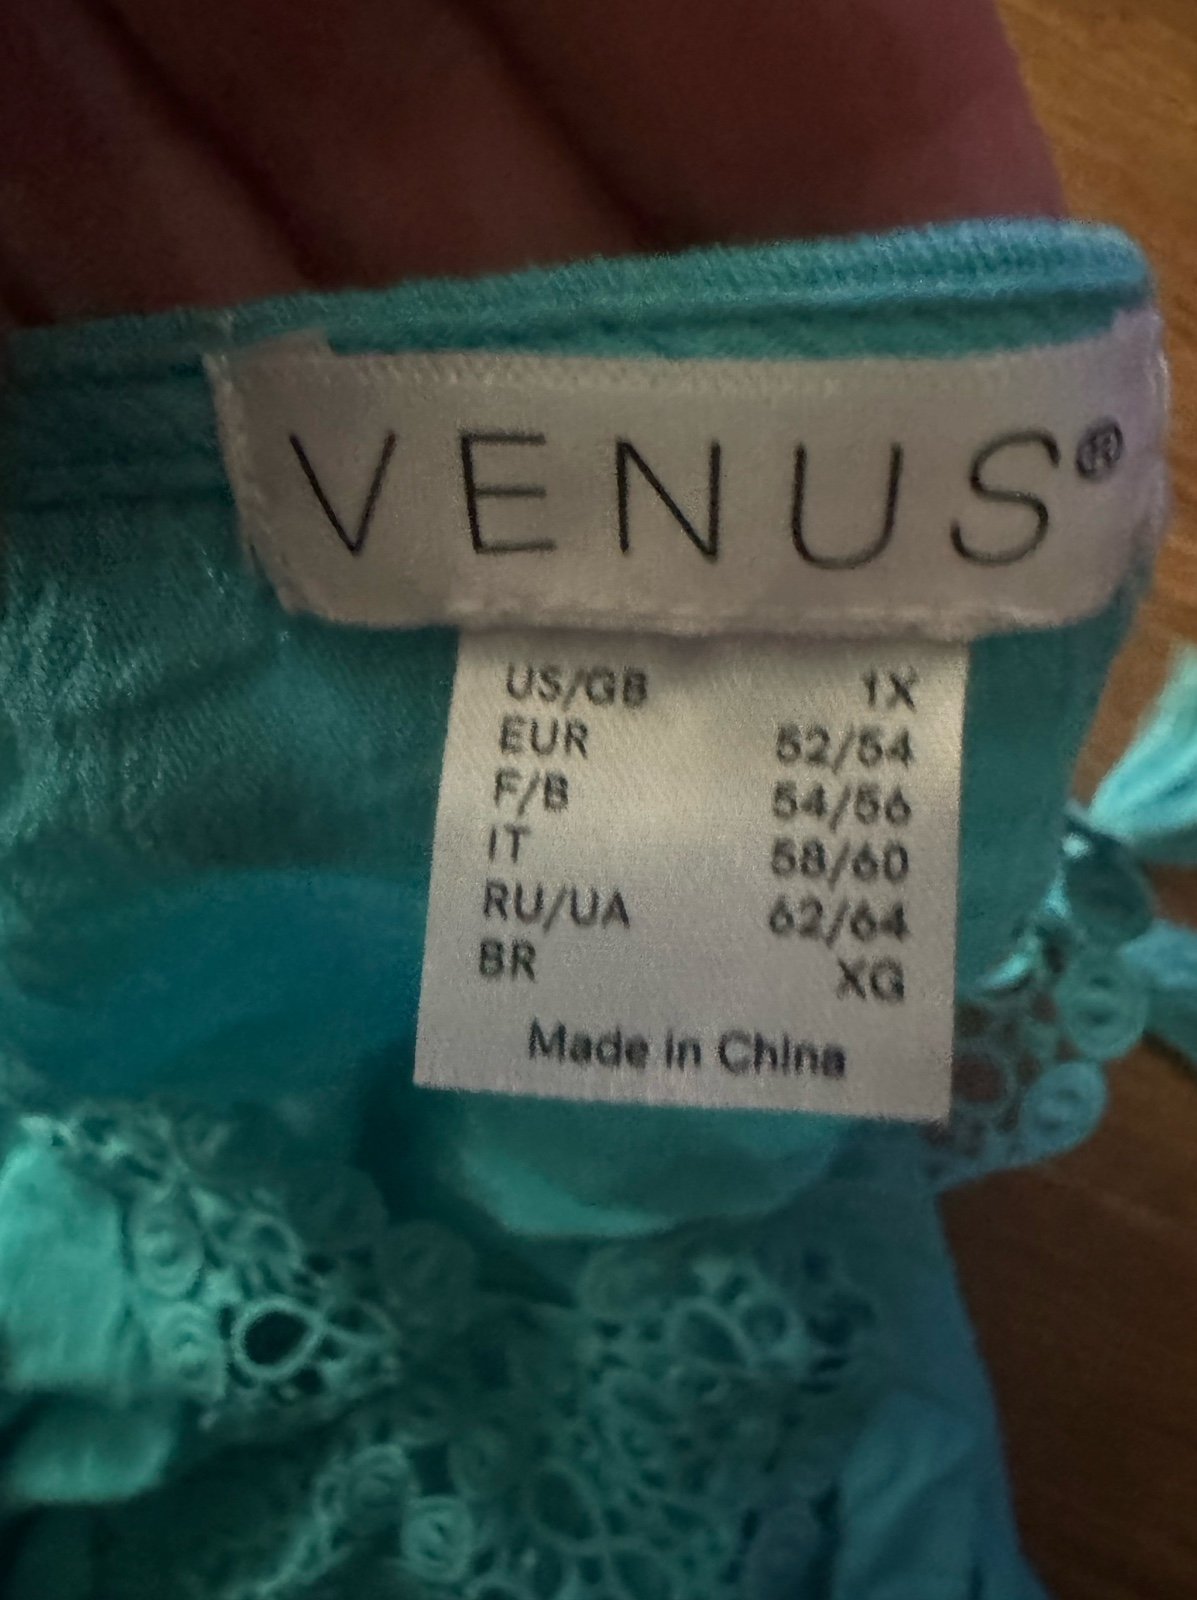 VENUS®
US/GB 1X
EUR 52/54
F/B 54/56
IT 58/60
RU/UA 62/64
BR XG
Made in China